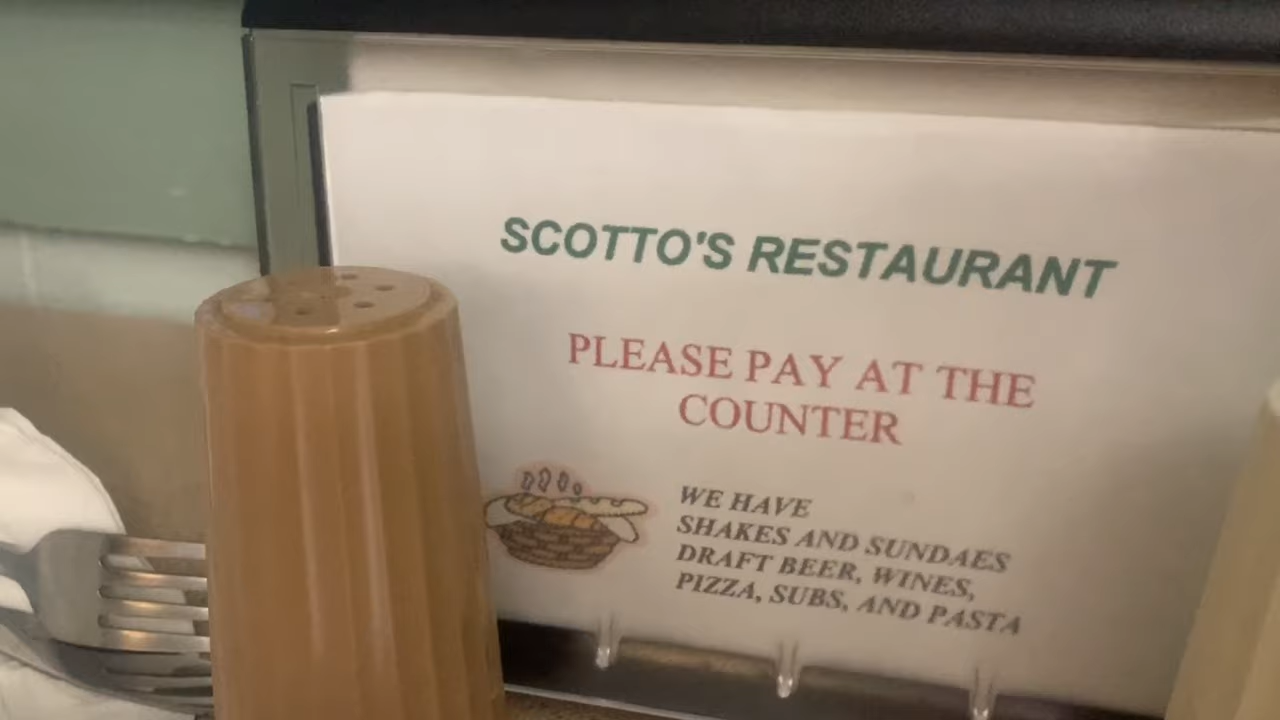 SCOTTO'S RESTAURANT
PLEASE PAY AT THE
COUNTER
WE HAVE
SHAKES AND SUNDAES
DRAFT BEER, WINES,
PIZZA, SUBS, AND PASTA